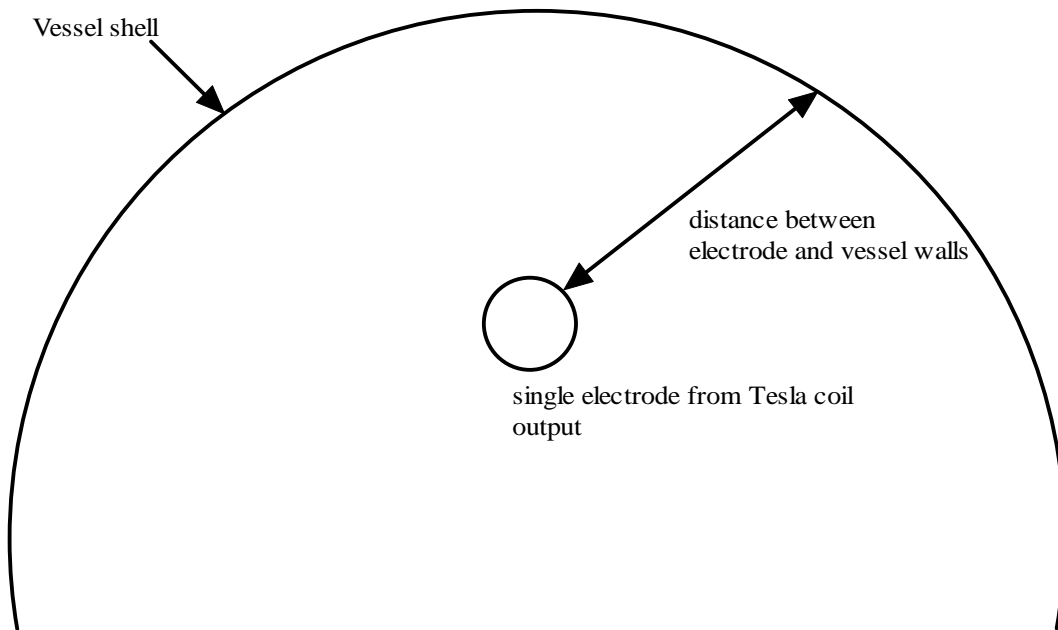 Vessel shell
distance between
electrode and vessel walls
single electrode from Tesla coil
output